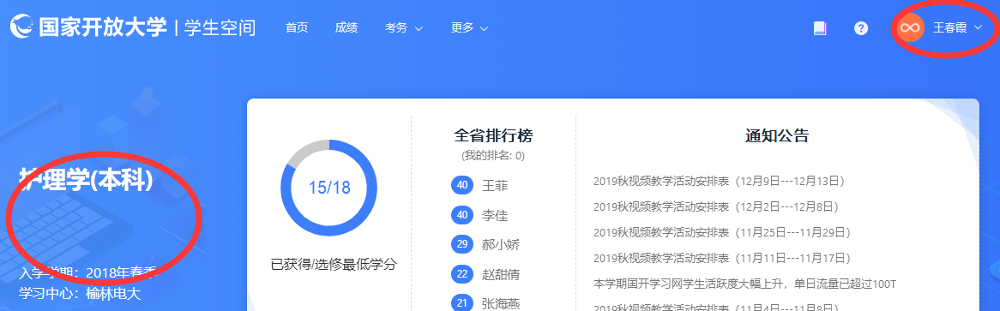 国家开放大学 | 学生空间 首页 成绩 考务 更多 王春霞
护理学(本科)
入学学期：2018年春季
学习中心：榆林电大
15/18
已获得/选修最低学分
全省排行榜
(我的排名: 0)
40 王菲
40 李佳
29 郝小娇
22 赵甜倩
21 张海燕
通知公告
2019秋视频教学活动安排表（12月9日---12月13日）
2019秋视频教学活动安排表（12月2日---12月8日）
2019秋视频教学活动安排表（11月25日---11月29日）
2019秋视频教学活动安排表（11月11日---11月17日）
本学期国开学习网学生活跃度大幅上升，单日流量已超过100T
2019秋视频教学活动安排表（11月4日---11月8日）